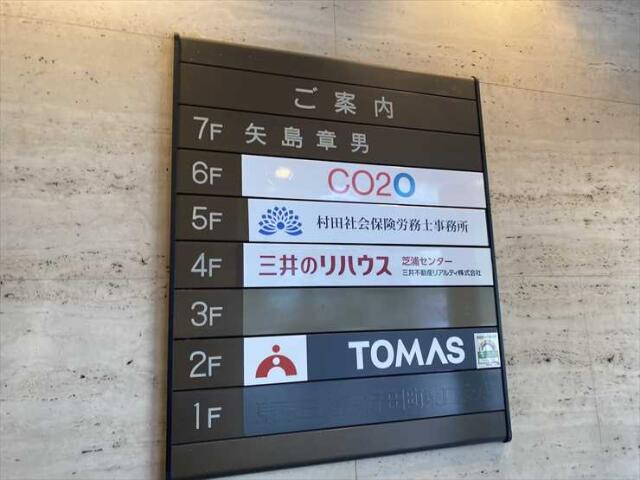 ご案内
7F 矢島章男
6F CO2O
5F 村田社会保険労務士事務所
4F 三井のリハウス 芝浦センター
三井不動産リアルティ株式会社
3F
2F TOMAS
1F